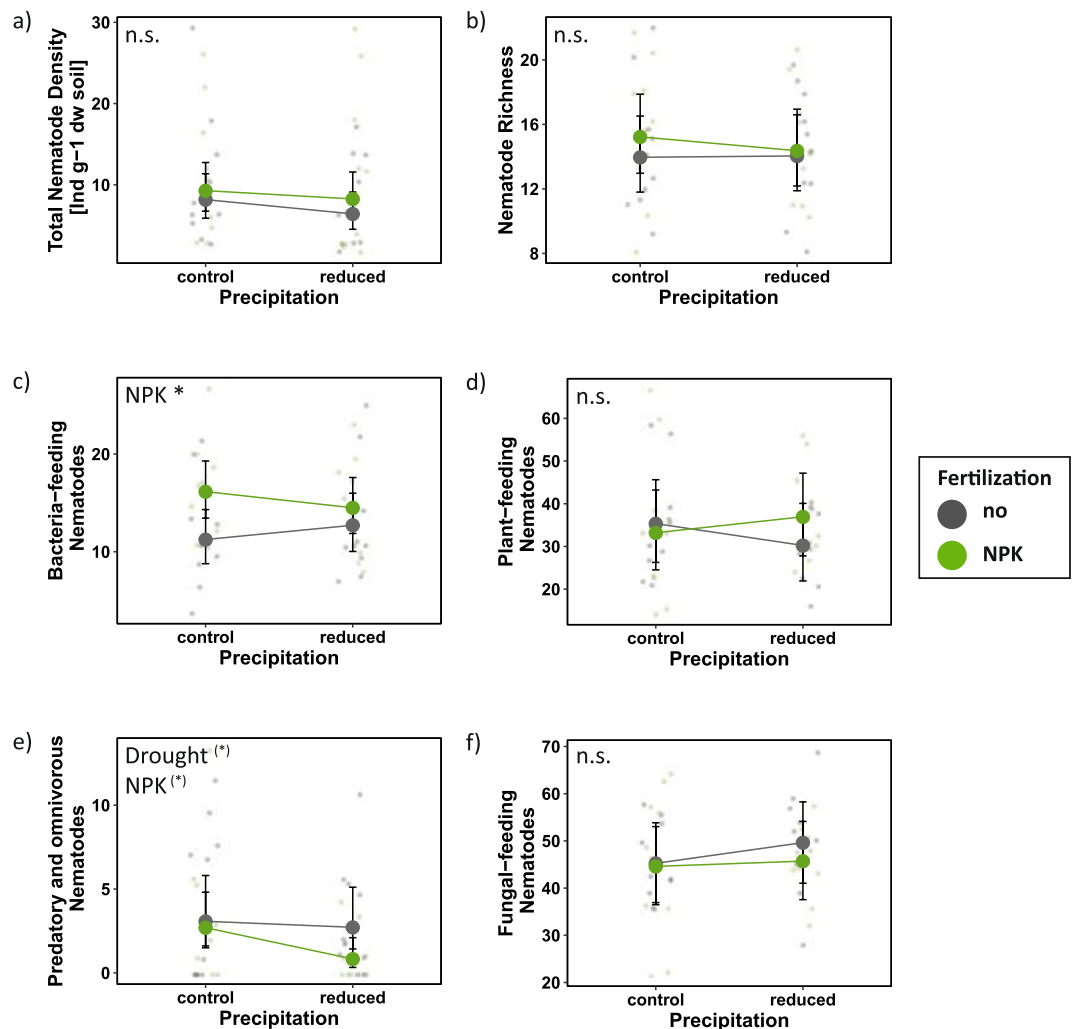 a)
n.s.
Total Nematode Density
[Ind g−1 dw soil]
30
20
10
control
reduced
Precipitation
b)
n.s.
Nematode Richness
20
16
12
8
control
reduced
Precipitation
c)
NPK *
Bacteria−feeding
Nematodes
20
10
control
reduced
Precipitation
d)
n.s.
Plant−feeding
Nematodes
60
50
40
30
20
control
reduced
Precipitation
Fertilization
no
NPK
e)
Drought (*)
NPK (*)
Predatory and omnivorous
Nematodes
10
5
0
control
reduced
Precipitation
f)
n.s.
Fungal−feeding
Nematodes
70
60
50
40
30
20
control
reduced
Precipitation